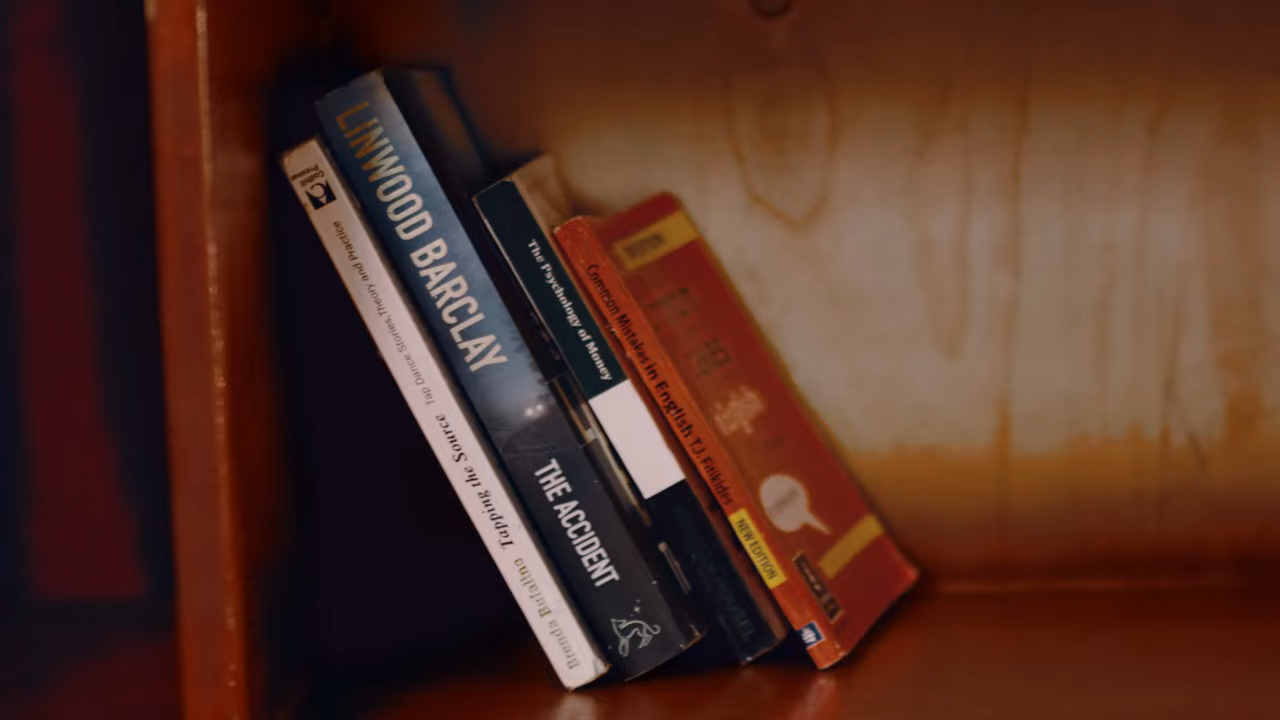 Brenda Bufalino Tapping the Source Tap Dance Stories, Theory and Practice
LINWOOD BARCLAY
THE ACCIDENT
The Psychology of Money
Common Mistakes in English T.J. Fitikides
NEW EDITION